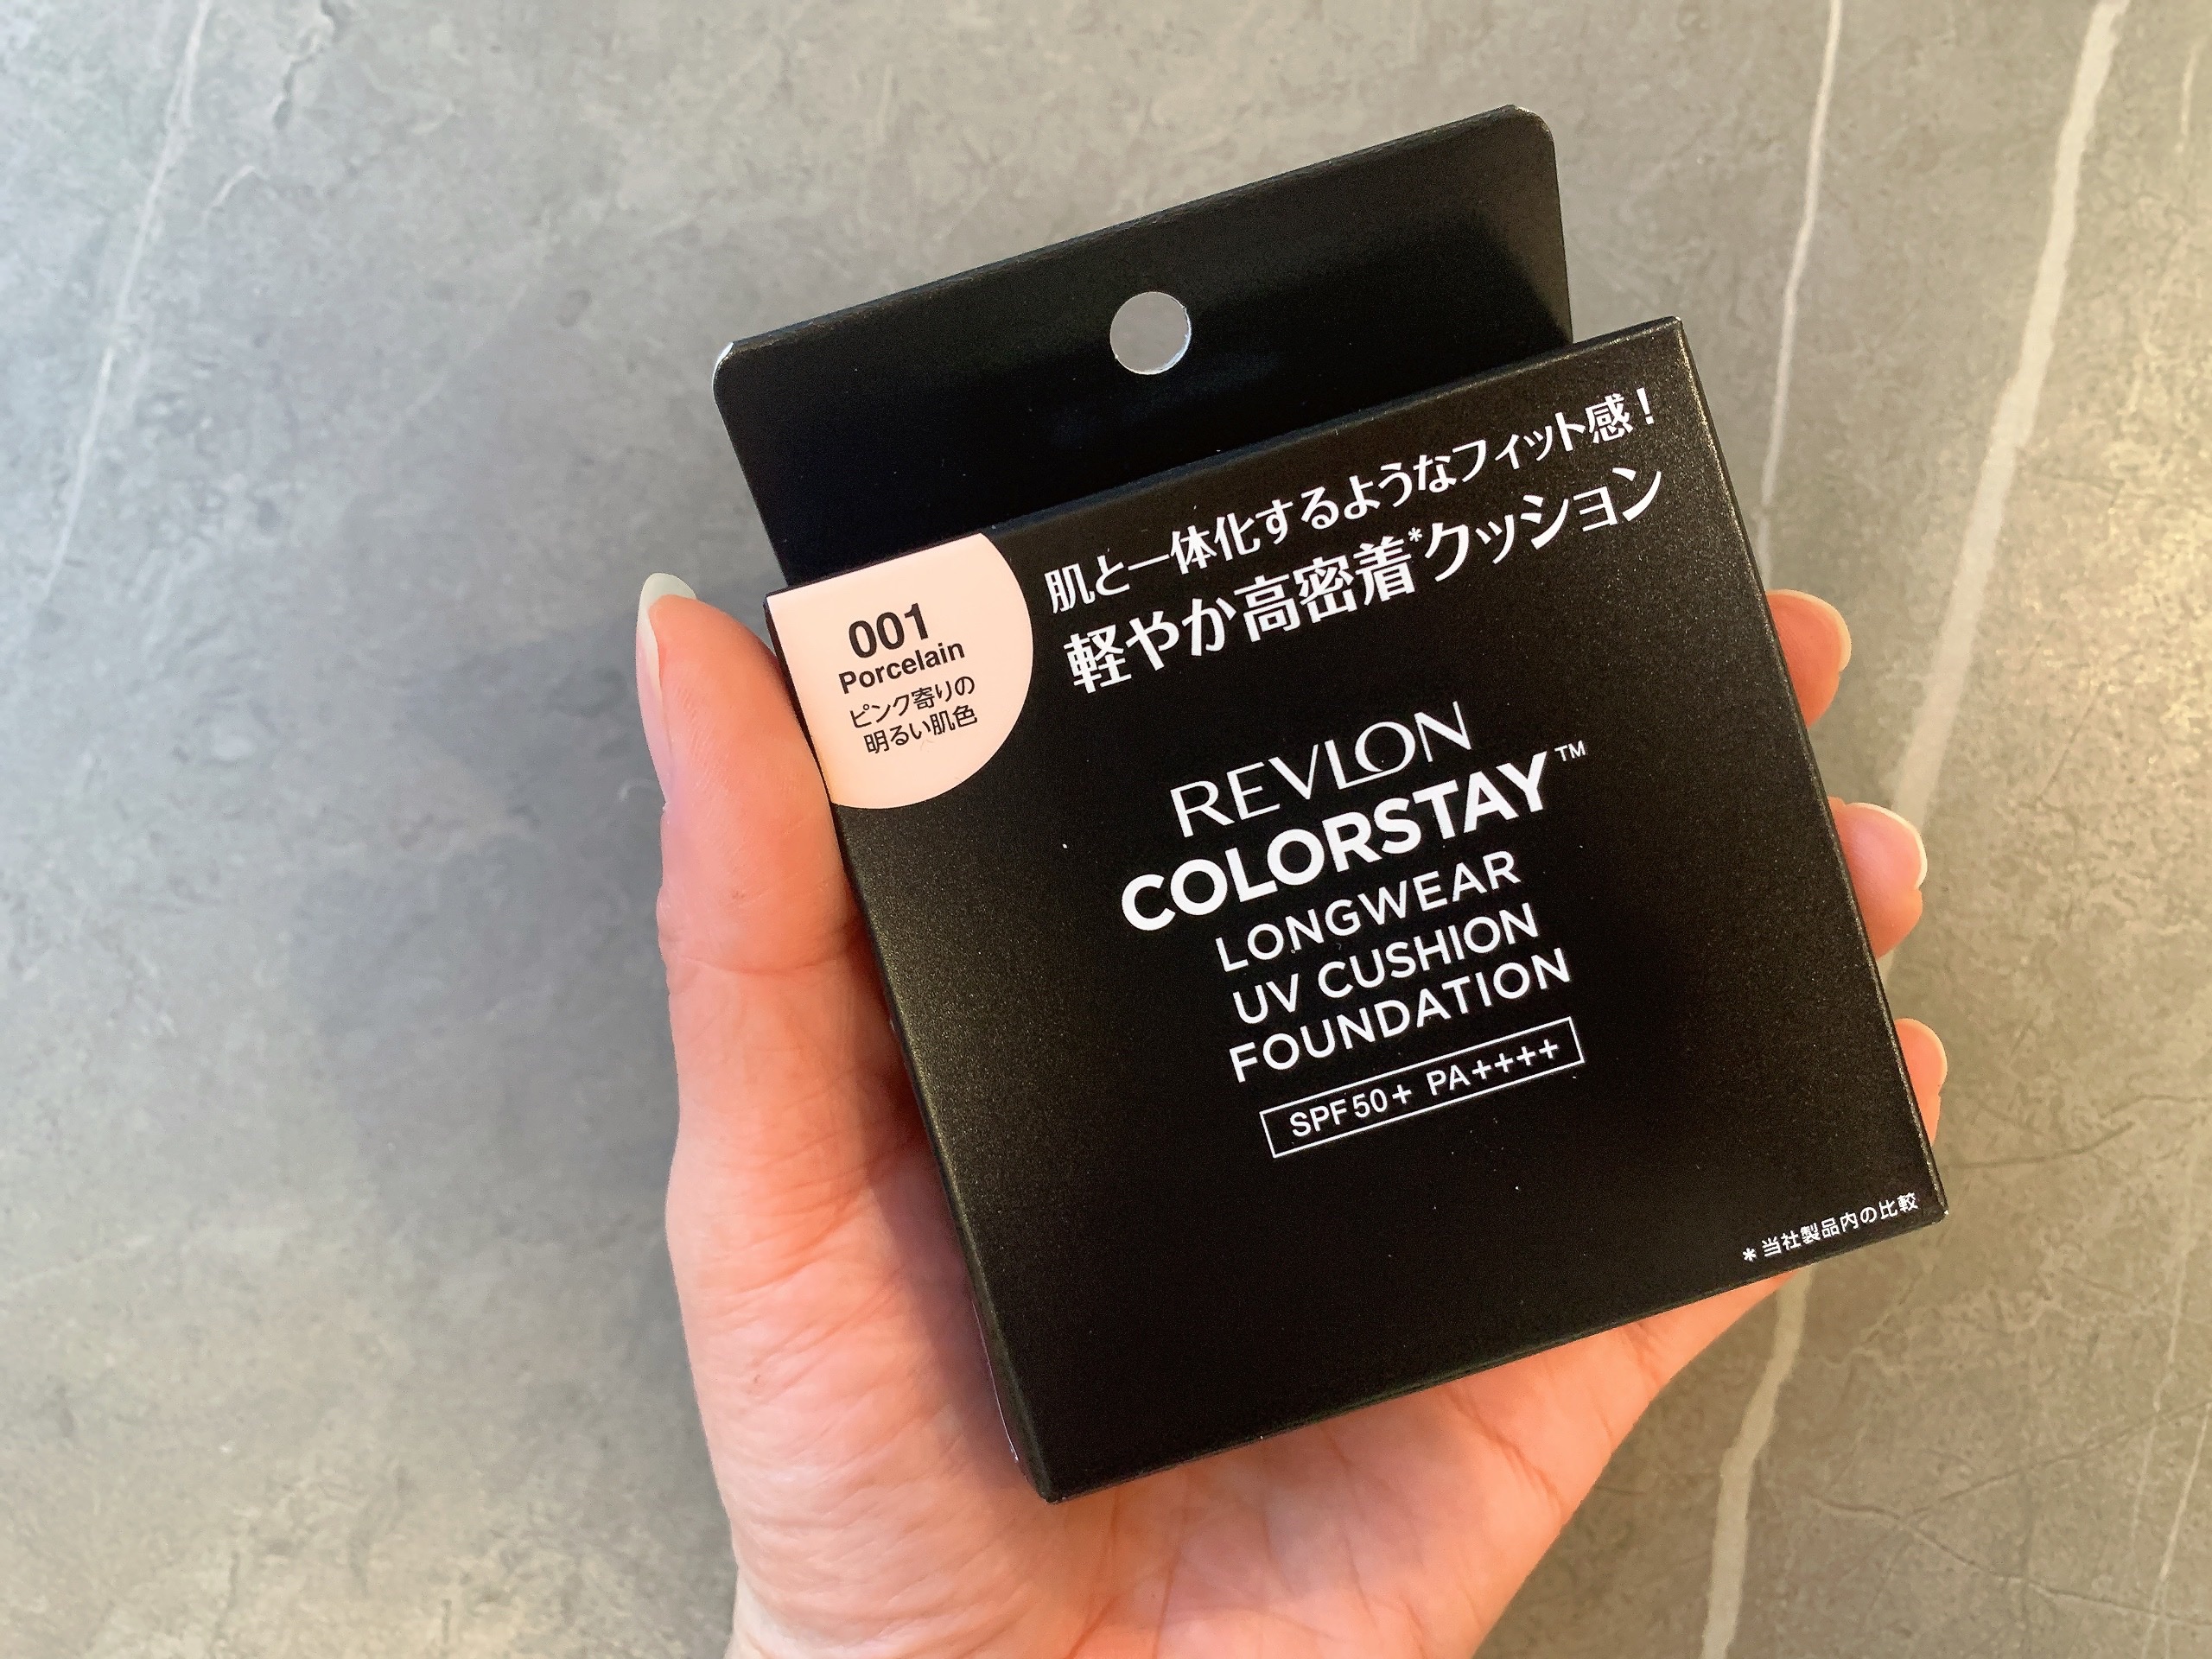 肌と一体化するようなフィット感!
軽やか高密着*クッション
001
Porcelain
ピンク寄りの
明るい肌色
REVLON
COLORSTAY™
LONGWEAR
UV CUSHION
FOUNDATION
SPF50+ PA++++
*当社製品内の比較